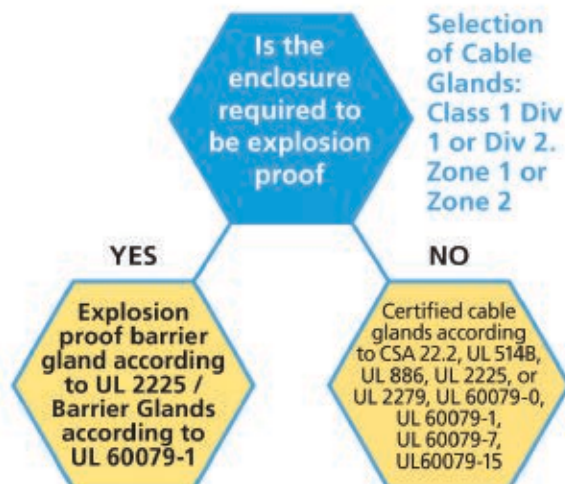 Is the
enclosure
required to
be explosion
proof
Selection
of Cable
Glands:
Class 1 Div
1 or Div 2.
Zone 1 or
Zone 2
YES
NO
Explosion
proof barrier
gland according
to UL 2225 /
Barrier Glands
according to
UL 60079-1
Certified cable
glands according
to CSA 22.2, UL 514B,
UL 886, UL 2225, or
UL 2279, UL 60079-0,
UL 60079-1,
UL 60079-7,
UL60079-15